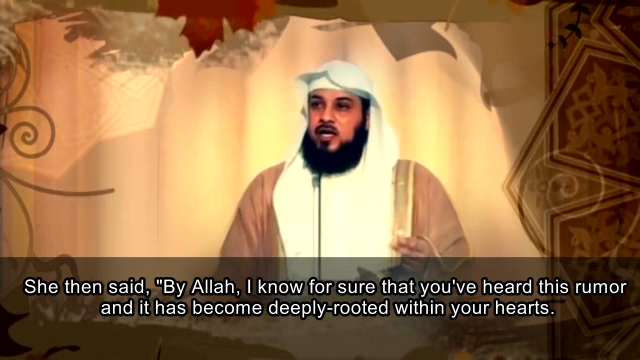 She then said, "By Allah, I know for sure that you've heard this rumor
and it has become deeply-rooted within your hearts.